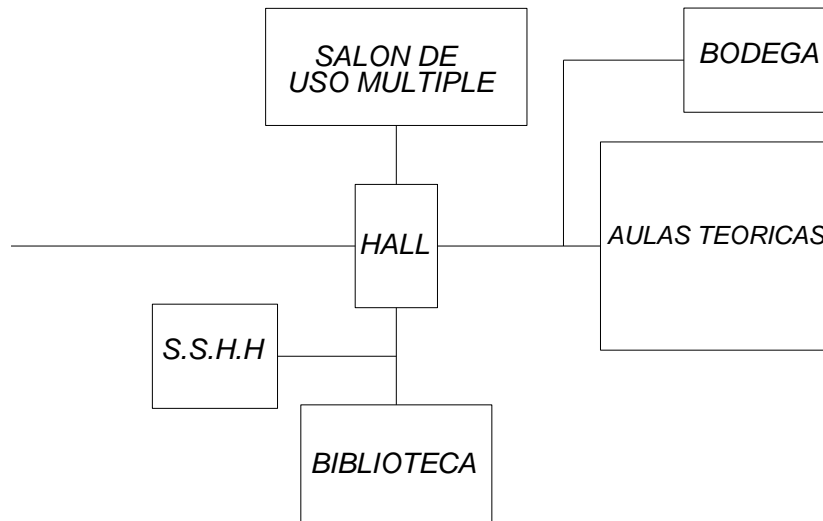 SALON DE
USO MULTIPLE
BODEGA
HALL
AULAS TEORICAS
S.S.H.H
BIBLIOTECA